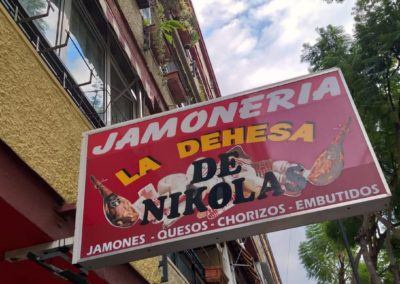 JAMONERIA
LA DEHESA
DE
NIKOLAS
JAMONES - QUESOS - CHORIZOS - EMBUTIDOS